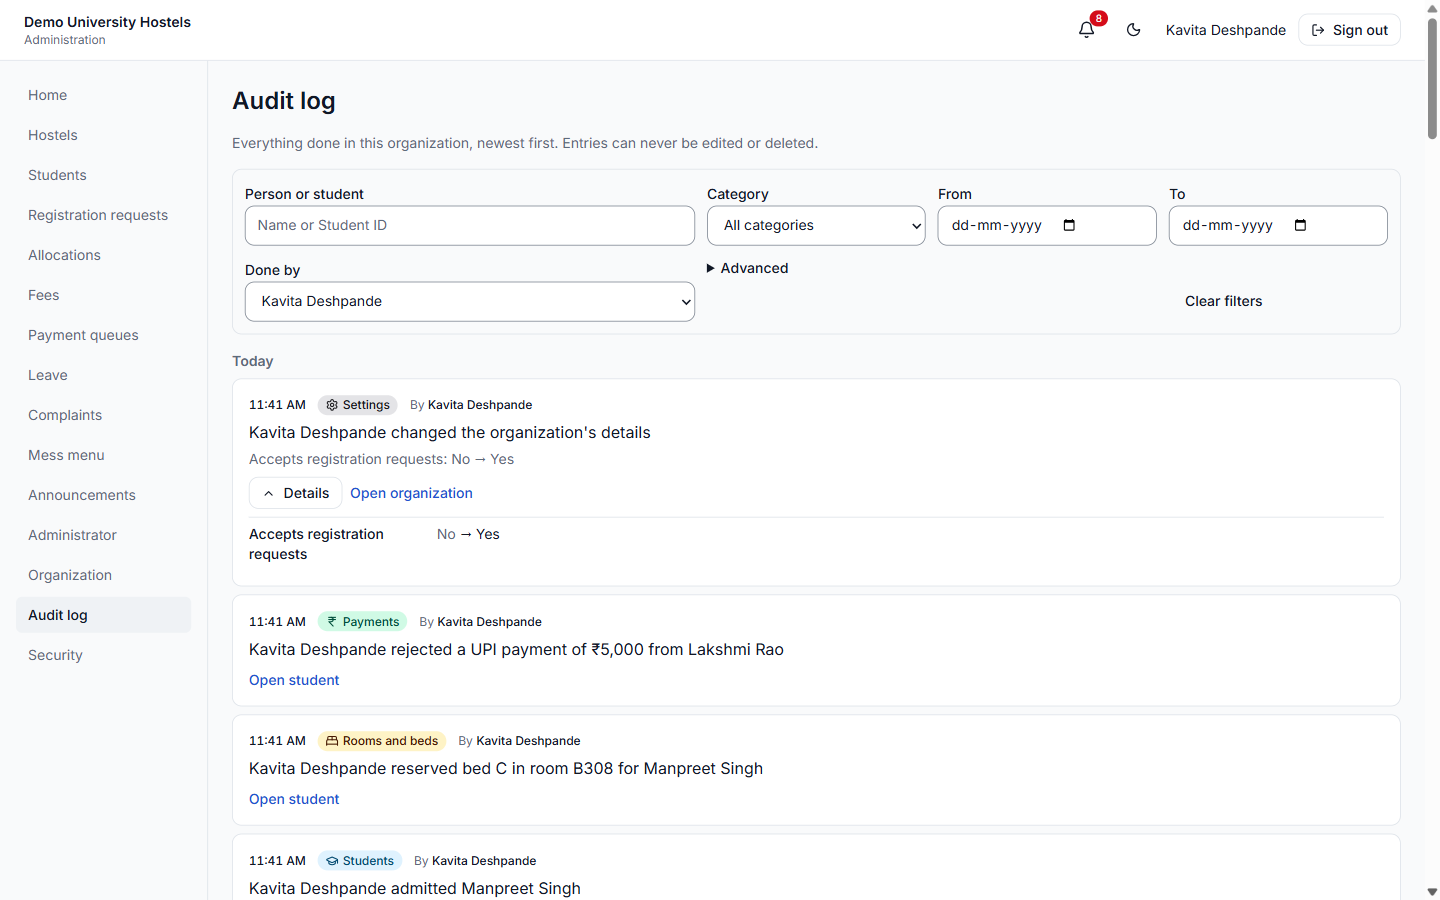 Demo University Hostels
Administration
8
Kavita Deshpande
Sign out
Home
Hostels
Students
Registration requests
Allocations
Fees
Payment queues
Leave
Complaints
Mess menu
Announcements
Administrator
Organization
Audit log
Security
Audit log
Everything done in this organization, newest first. Entries can never be edited or deleted.
Person or student
Name or Student ID
Category
All categories
From
dd-mm-yyyy
To
dd-mm-yyyy
Done by
Kavita Deshpande
Advanced
Clear filters
Today
11:41 AM Settings By Kavita Deshpande
Kavita Deshpande changed the organization's details
Accepts registration requests: No → Yes
Details Open organization
Accepts registration requests No → Yes
11:41 AM ₹ Payments By Kavita Deshpande
Kavita Deshpande rejected a UPI payment of ₹5,000 from Lakshmi Rao
Open student
11:41 AM Rooms and beds By Kavita Deshpande
Kavita Deshpande reserved bed C in room B308 for Manpreet Singh
Open student
11:41 AM Students By Kavita Deshpande
Kavita Deshpande admitted Manpreet Singh